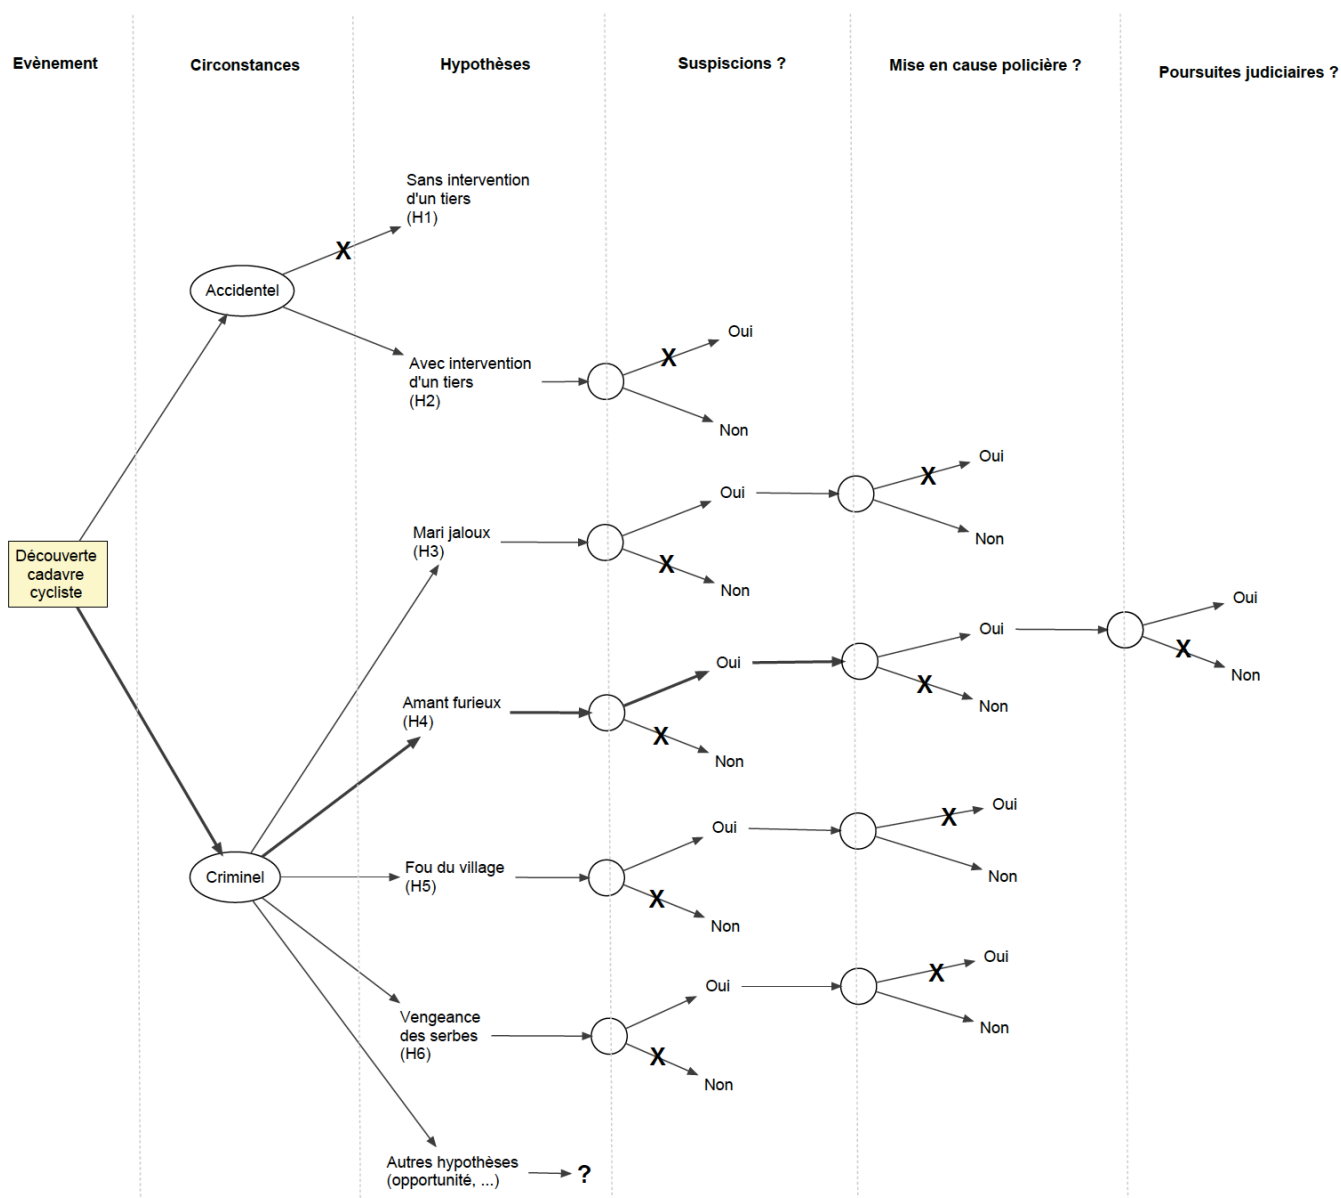 Evènement
Circonstances
Hypothèses
Suspiscions ?
Mise en cause policière ?
Poursuites judiciaires ?
Sans intervention
d'un tiers
(H1)
X
Accidentel
Oui
X
Avec intervention
d'un tiers
(H2)
Non
Oui
X
Oui
Mari jaloux
(H3)
Non
X
Non
Découverte
cadavre
cycliste
Oui
Oui
X
Non
Oui
X
Non
Amant furieux
(H4)
X
Non
Oui
X
Oui
Fou du village
(H5)
Criminel
Non
X
Non
Oui
X
Oui
Non
Vengeance
des serbes
(H6)
X
Non
Autres hypothèses
(opportunité, ...)
?